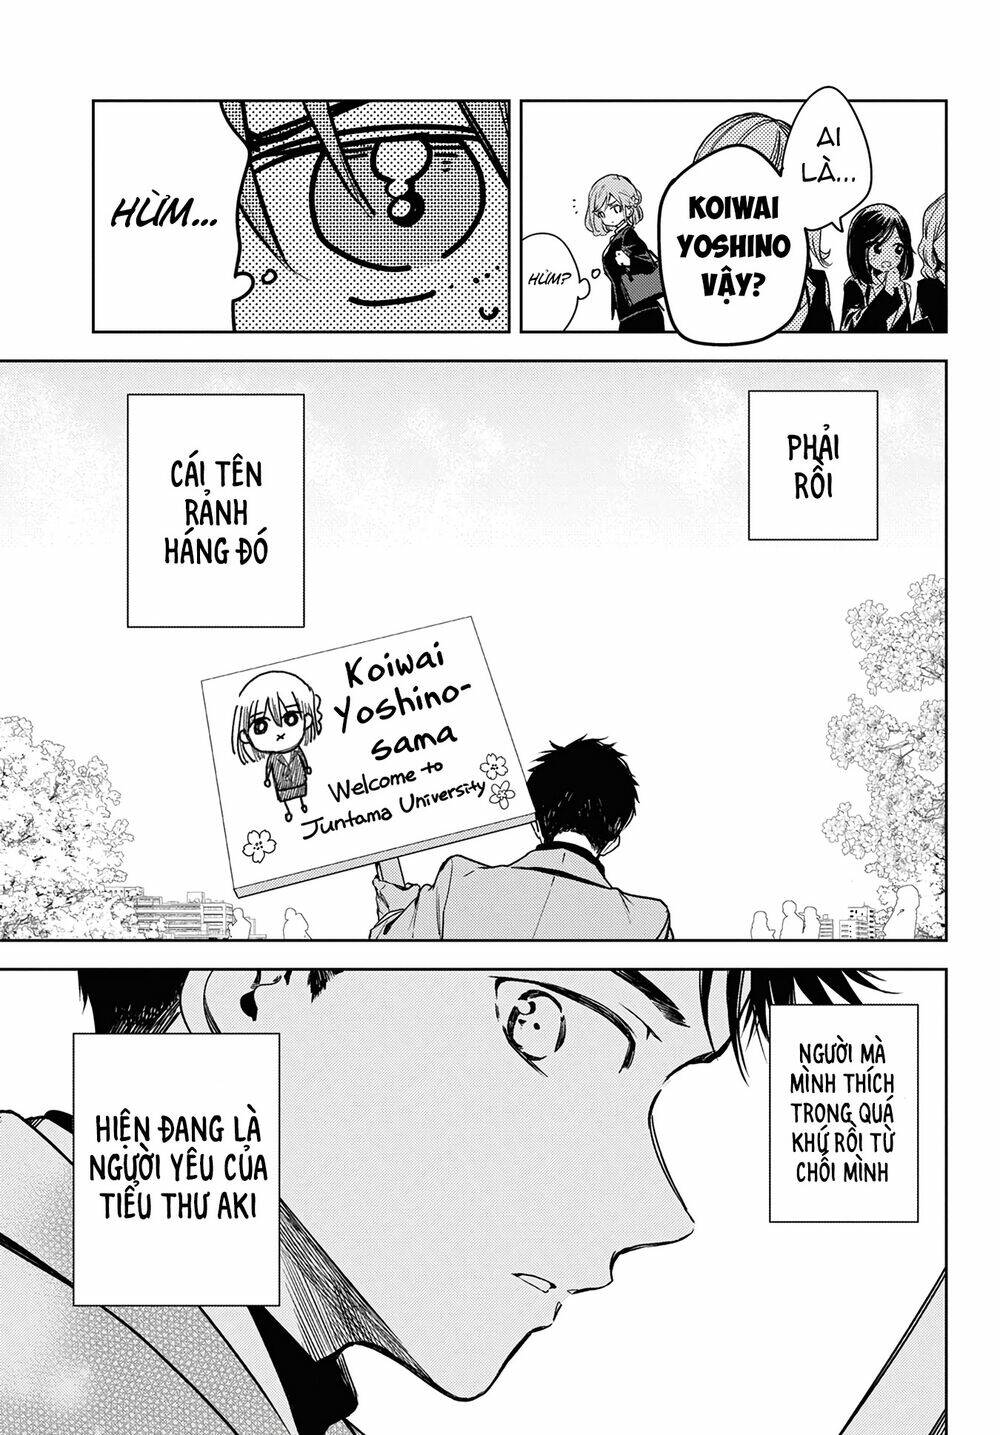 AI
LÀ...
KOIWAI
YOSHINO
VẬY?
HỪM?
HỪM...
PHẢI
RỒI
CÁI TÊN
RẢNH
HÁNG ĐÓ
Koiwai
Yoshino-
sama
Welcome to
Juntama University
NGƯỜI MÀ
MÌNH THÍCH
TRONG QUÁ
KHỨ RỒI TỪ
CHỐI MÌNH
HIỆN ĐANG LÀ
NGƯỜI YÊU CỦA
TIỂU THƯ AKI